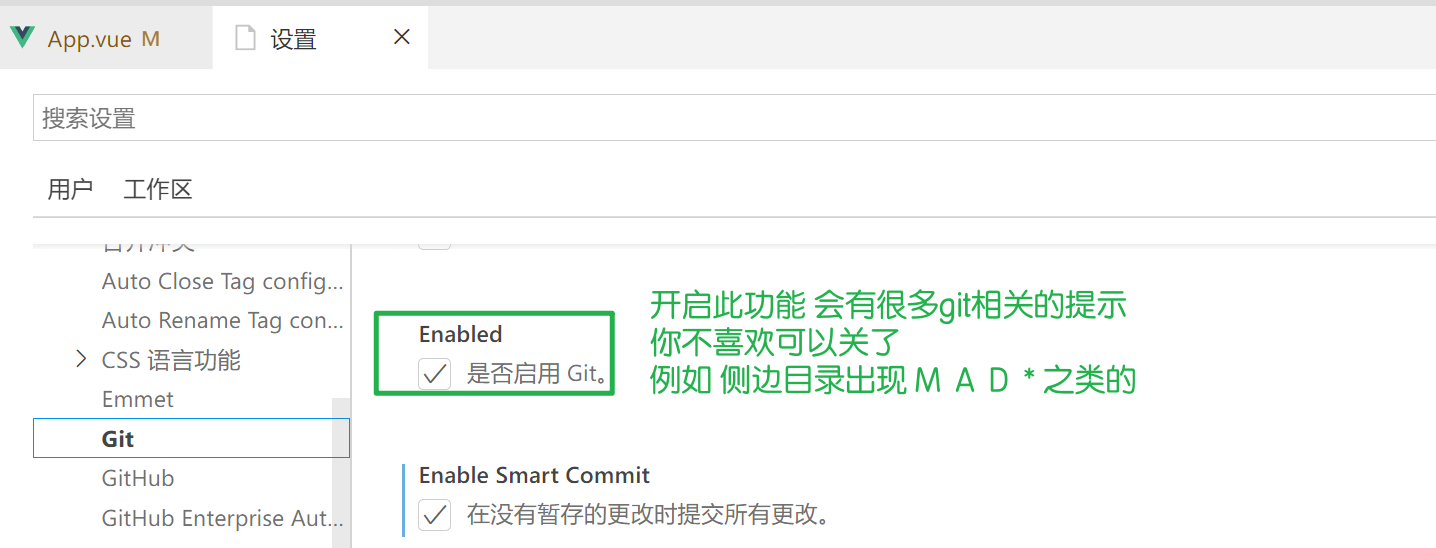 App.vue M
设置
搜索设置
用户 工作区
合并冲突
Auto Close Tag config...
Auto Rename Tag con...
CSS 语言功能
Emmet
Git
GitHub
GitHub Enterprise Aut...
Enabled
是否启用 Git。
开启此功能 会有很多git相关的提示
你不喜欢可以关了
例如 侧边目录出现 M A D * 之类的
Enable Smart Commit
在没有暂存的更改时提交所有更改。